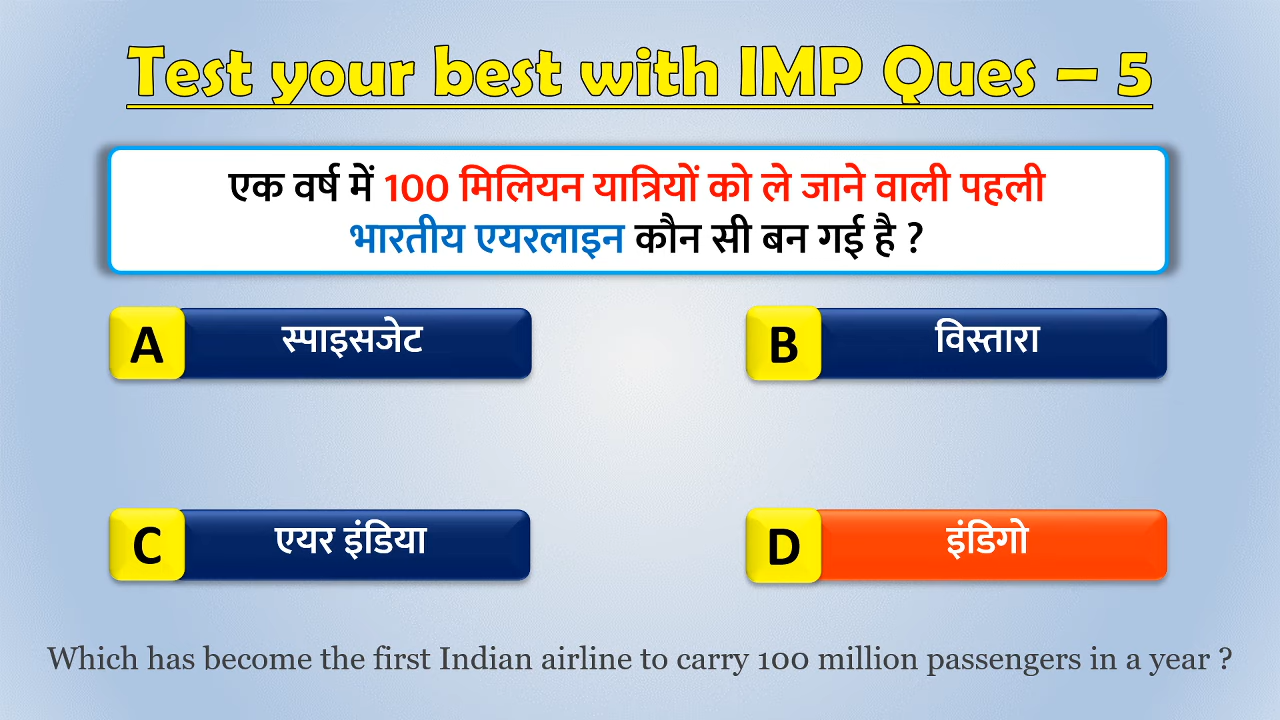 Test your best with IMP Ques – 5
एक वर्ष में 100 मिलियन यात्रियों को ले जाने वाली पहली
भारतीय एयरलाइन कौन सी बन गई है ?
A स्पाइसजेट
B विस्तारा
C एयर इंडिया
D इंडिगो
Which has become the first Indian airline to carry 100 million passengers in a year ?